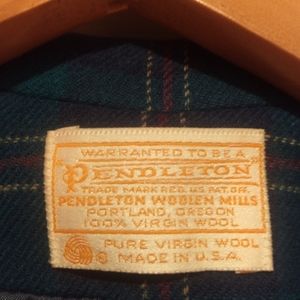 WARRANTED TO BE A
"PENDLETON"
TRADE MARK REG. U.S. PAT. OFF.
PENDLETON WOOLEN MILLS
PORTLAND, OREGON
100% VIRGIN WOOL
PURE VIRGIN WOOL
MADE IN U.S.A.